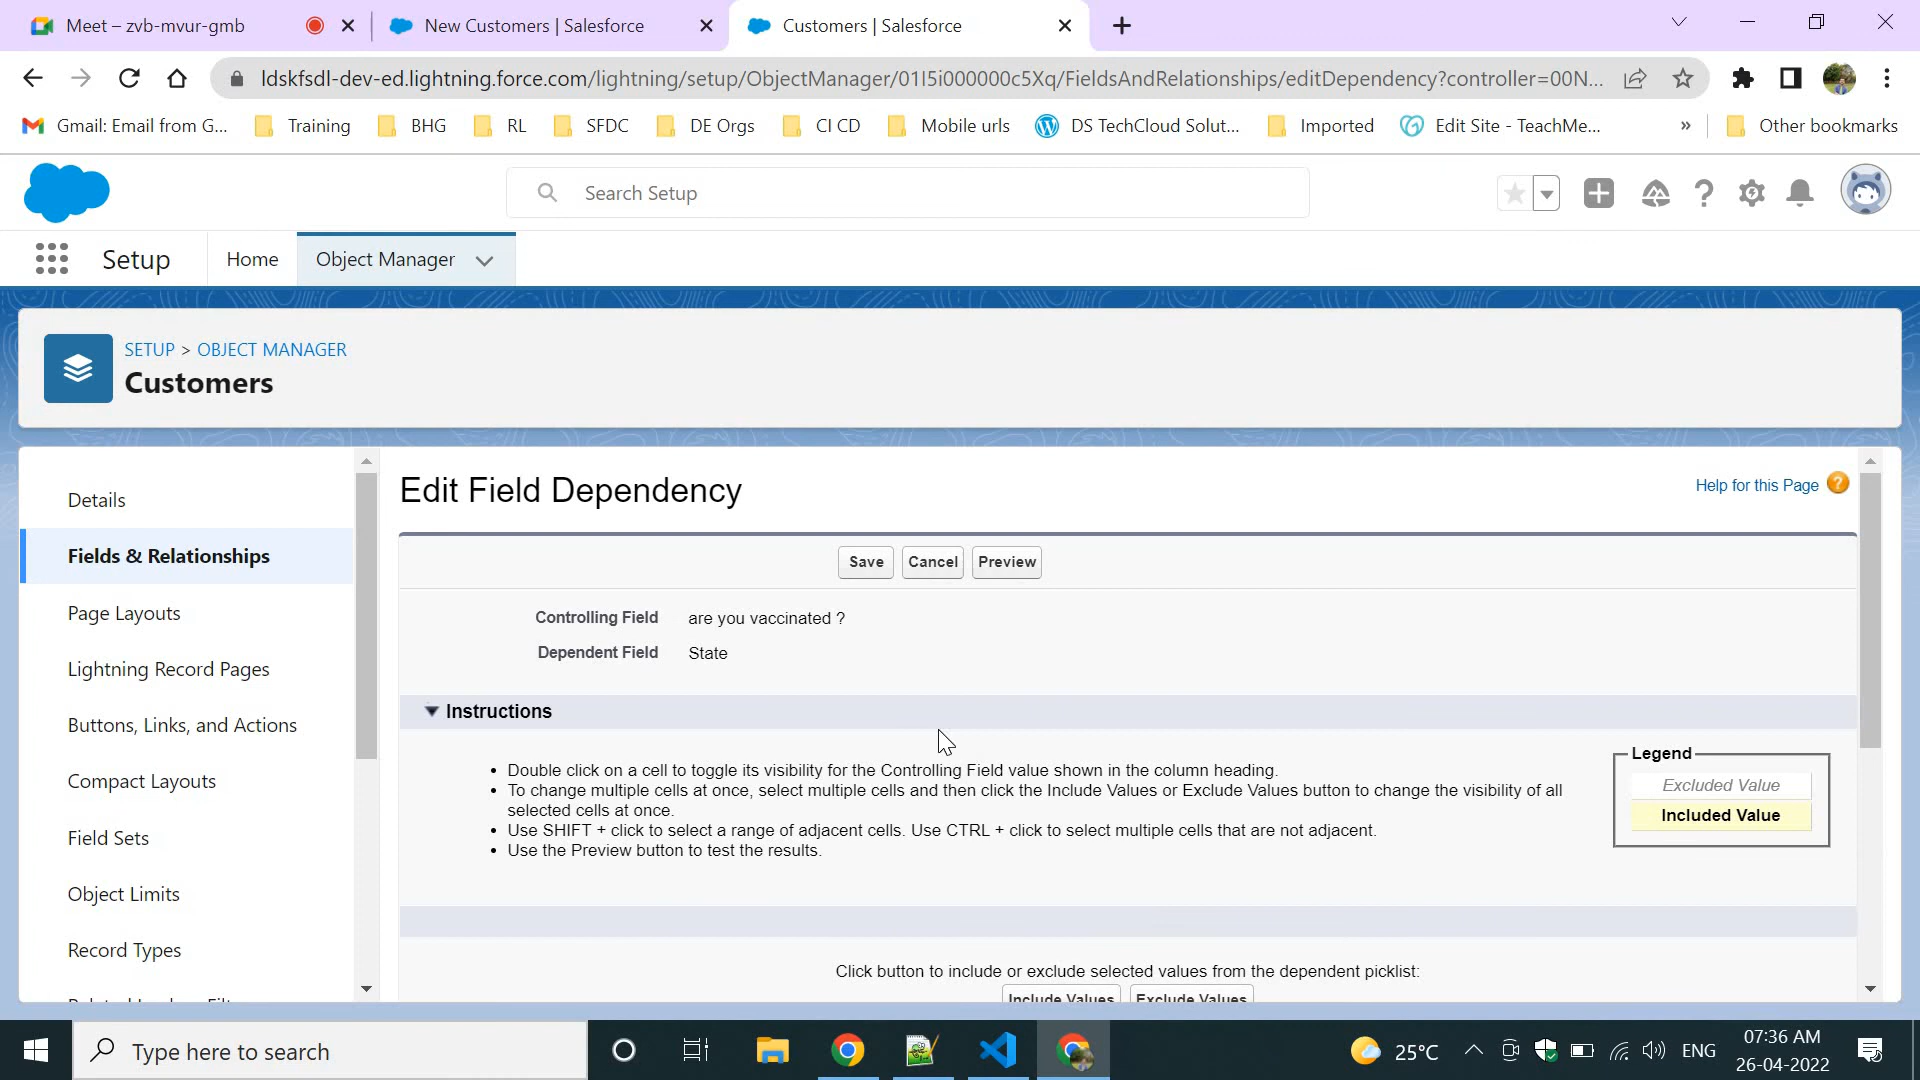 Meet – zvb-mvur-gmb
New Customers | Salesforce
Customers | Salesforce
ldskfsdl-dev-ed.lightning.force.com/lightning/setup/ObjectManager/01I5i000000c5Xq/FieldsAndRelationships/editDependency?controller=00N...
Gmail: Email from G...
Training
BHG
RL
SFDC
DE Orgs
CI CD
Mobile urls
DS TechCloud Solut...
Imported
Edit Site - TeachMe...
»
Other bookmarks
Search Setup
Setup
Home
Object Manager
SETUP > OBJECT MANAGER
Customers
Details
Fields & Relationships
Page Layouts
Lightning Record Pages
Buttons, Links, and Actions
Compact Layouts
Field Sets
Object Limits
Record Types
Edit Field Dependency
Help for this Page
Save
Cancel
Preview
Controlling Field are you vaccinated ?
Dependent Field State
Instructions
• Double click on a cell to toggle its visibility for the Controlling Field value shown in the column heading.
• To change multiple cells at once, select multiple cells and then click the Include Values or Exclude Values button to change the visibility of all
selected cells at once.
• Use SHIFT + click to select a range of adjacent cells. Use CTRL + click to select multiple cells that are not adjacent.
• Use the Preview button to test the results.
Legend
Excluded Value
Included Value
Click button to include or exclude selected values from the dependent picklist:
Include Values
Exclude Values
Type here to search
25°C
ENG
07:36 AM
26-04-2022